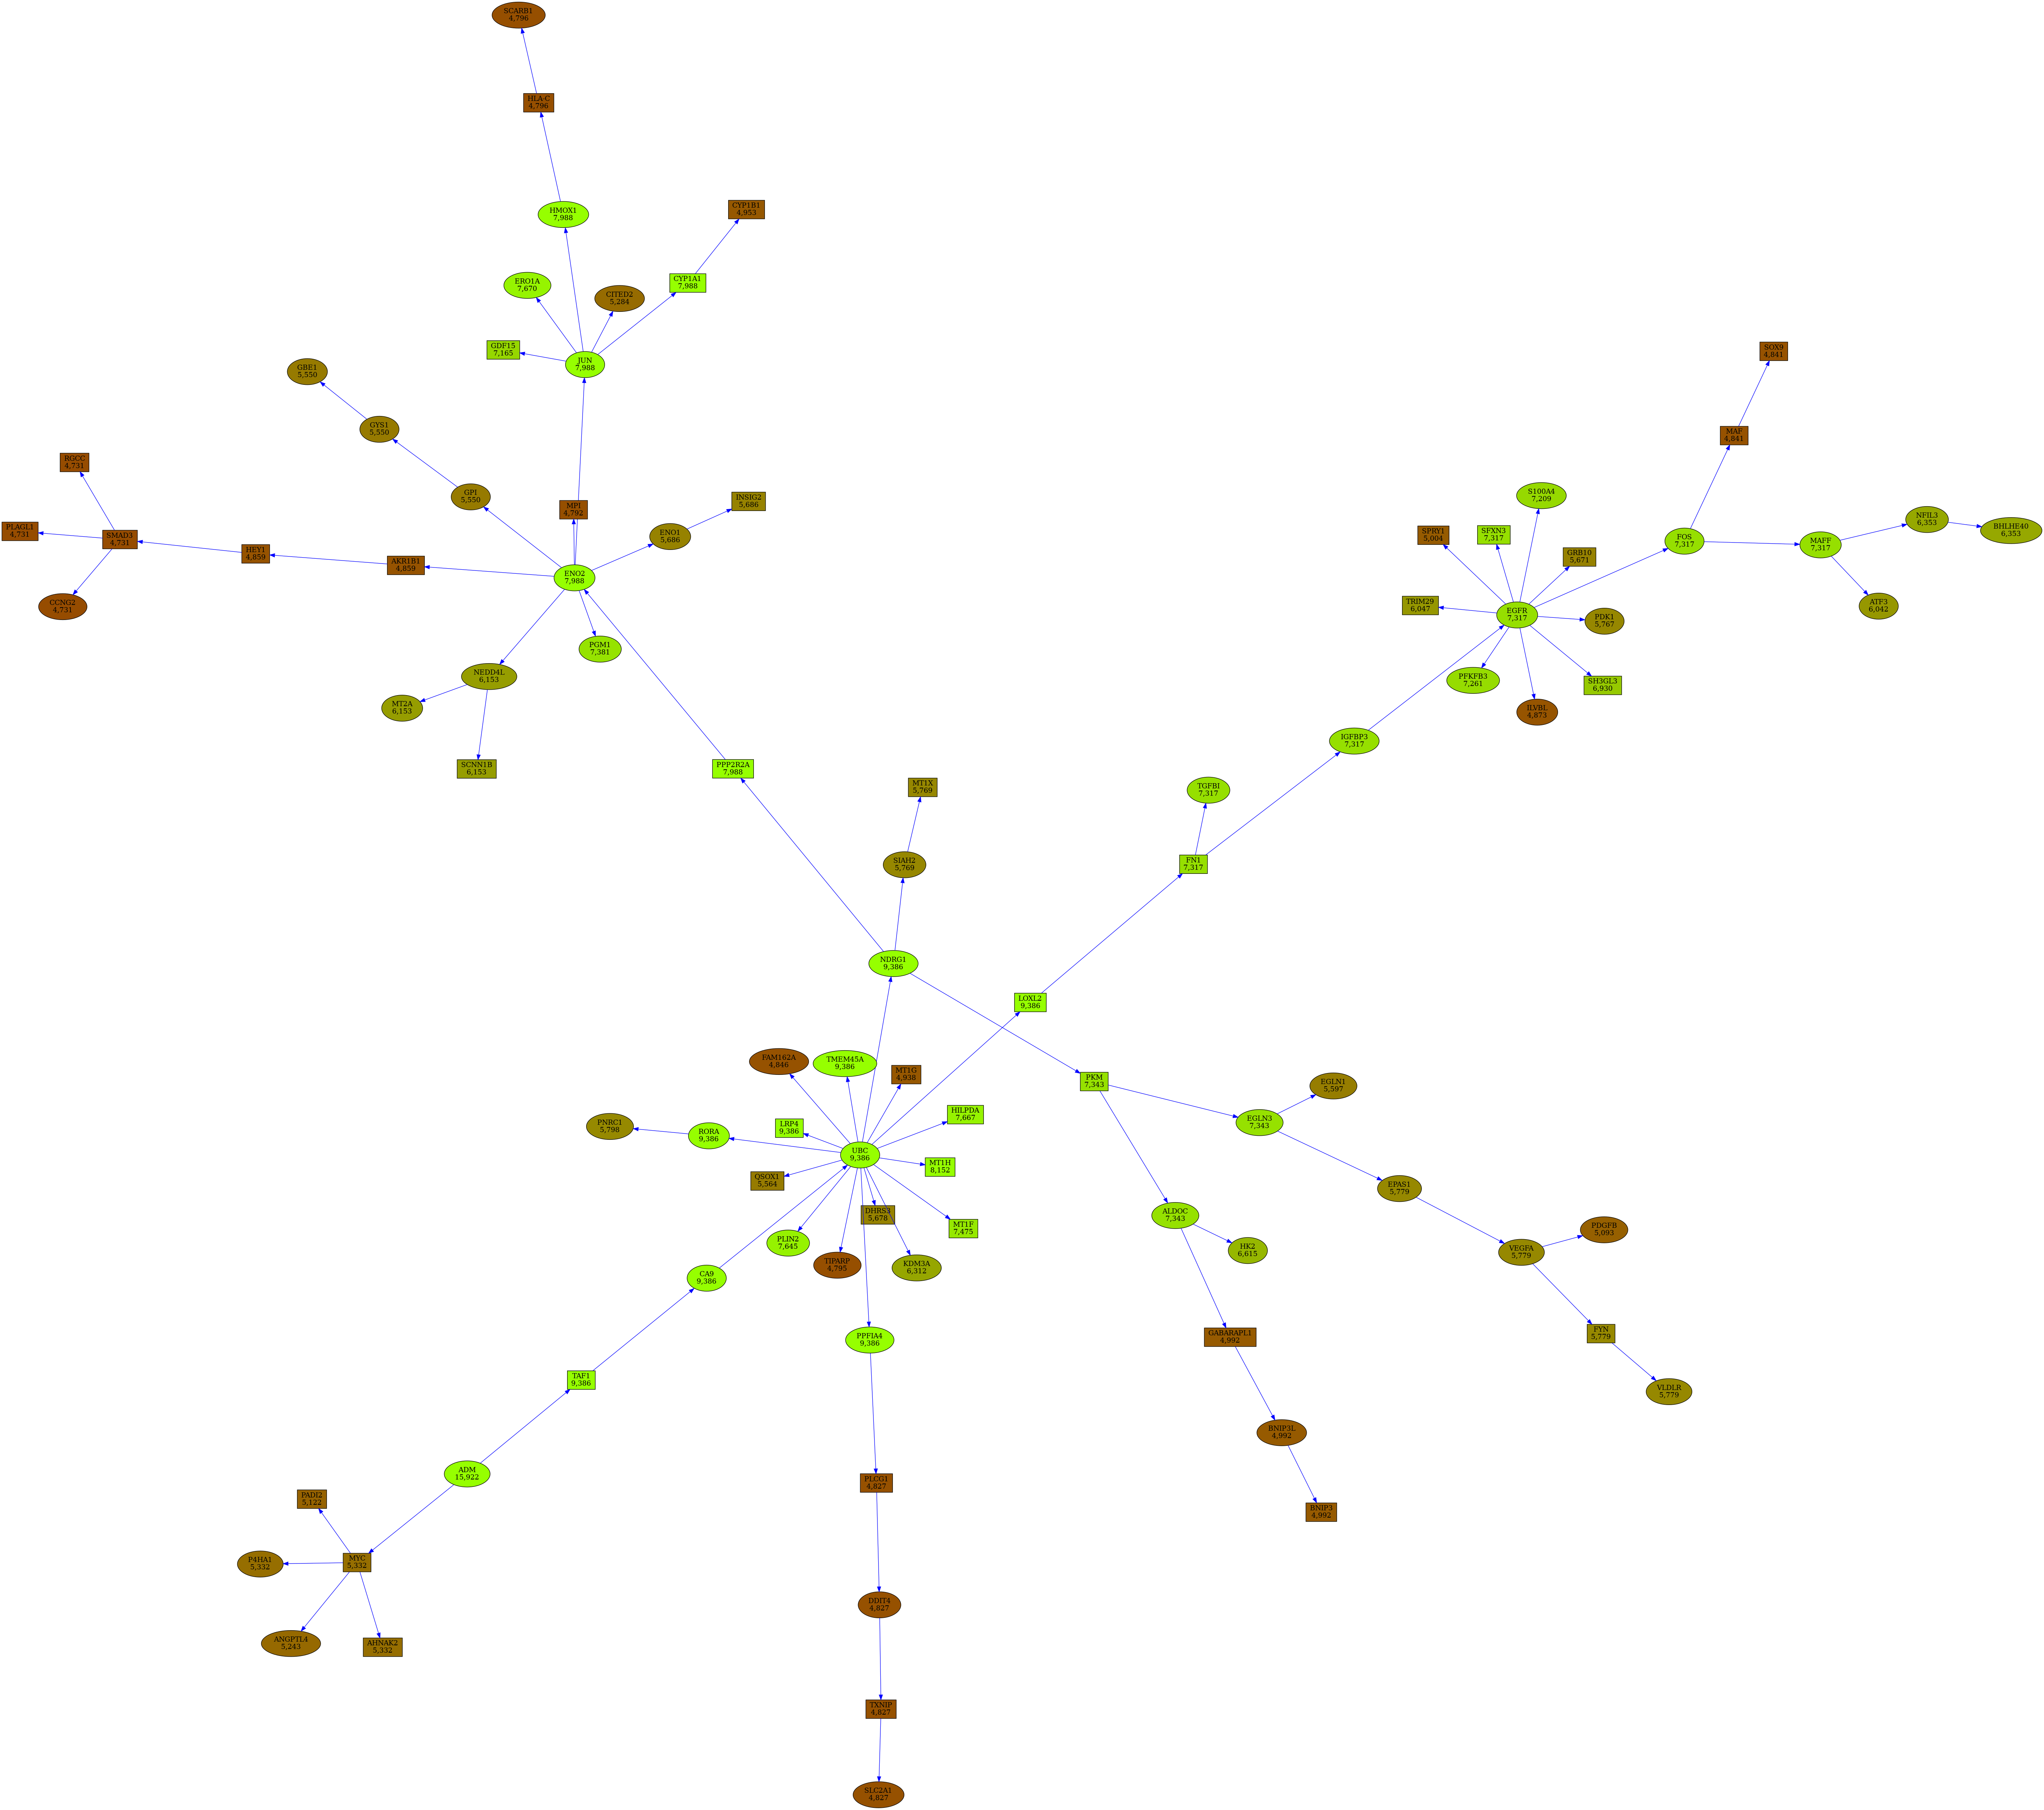 SCARB1
4,796
HLA-C
4,796
HMOX1
7,988
CYP1B1
4,953
ERO1A
7,670
CITED2
5,284
CYP1A1
7,988
GDF15
7,165
JUN
7,988
GBE1
5,550
GYS1
5,550
SOX9
4,841
MAF
4,841
RGCC
4,731
GPI
5,550
MPI
4,792
INSIG2
5,686
S100A4
7,209
NFIL3
6,353
BHLHE40
6,353
PLAGL1
4,731
SMAD3
4,731
HEY1
4,859
AKR1B1
4,859
ENO1
5,686
SPRY1
5,004
SFXN3
7,317
GRB10
5,671
FOS
7,317
MAFF
7,317
ENO2
7,988
CCNG2
4,731
TRIM29
6,047
EGFR
7,317
PDK1
5,767
ATF3
6,042
PGM1
7,381
NEDD4L
6,153
MT2A
6,153
PFKFB3
7,261
SH3GL3
6,930
ILVBL
4,873
IGFBP3
7,317
SCNN1B
6,153
PPP2R2A
7,988
MT1X
5,769
TGFBI
7,317
SIAH2
5,769
FN1
7,317
NDRG1
9,386
LOXL2
9,386
FAM162A
4,846
TMEM45A
9,386
MT1G
4,938
PKM
7,343
EGLN1
5,597
HILPDA
7,667
EGLN3
7,343
PNRC1
5,798
RORA
9,386
LRP4
9,386
UBC
9,386
MT1H
8,152
QSOX1
5,564
EPAS1
5,779
DHRS3
5,678
MT1F
7,475
ALDOC
7,343
PLIN2
7,645
TIPARP
4,795
KDM3A
6,312
HK2
6,615
VEGFA
5,779
PDGFB
5,093
CA9
9,386
PPFIA4
9,386
GABARAPL1
4,992
FYN
5,779
TAF1
9,386
VLDLR
5,779
BNIP3L
4,992
ADM
15,922
PLCG1
4,827
PADI2
5,122
BNIP3
4,992
P4HA1
5,332
MYC
5,332
DDIT4
4,827
ANGPTL4
5,243
AHNAK2
5,332
TXNIP
4,827
SLC2A1
4,827